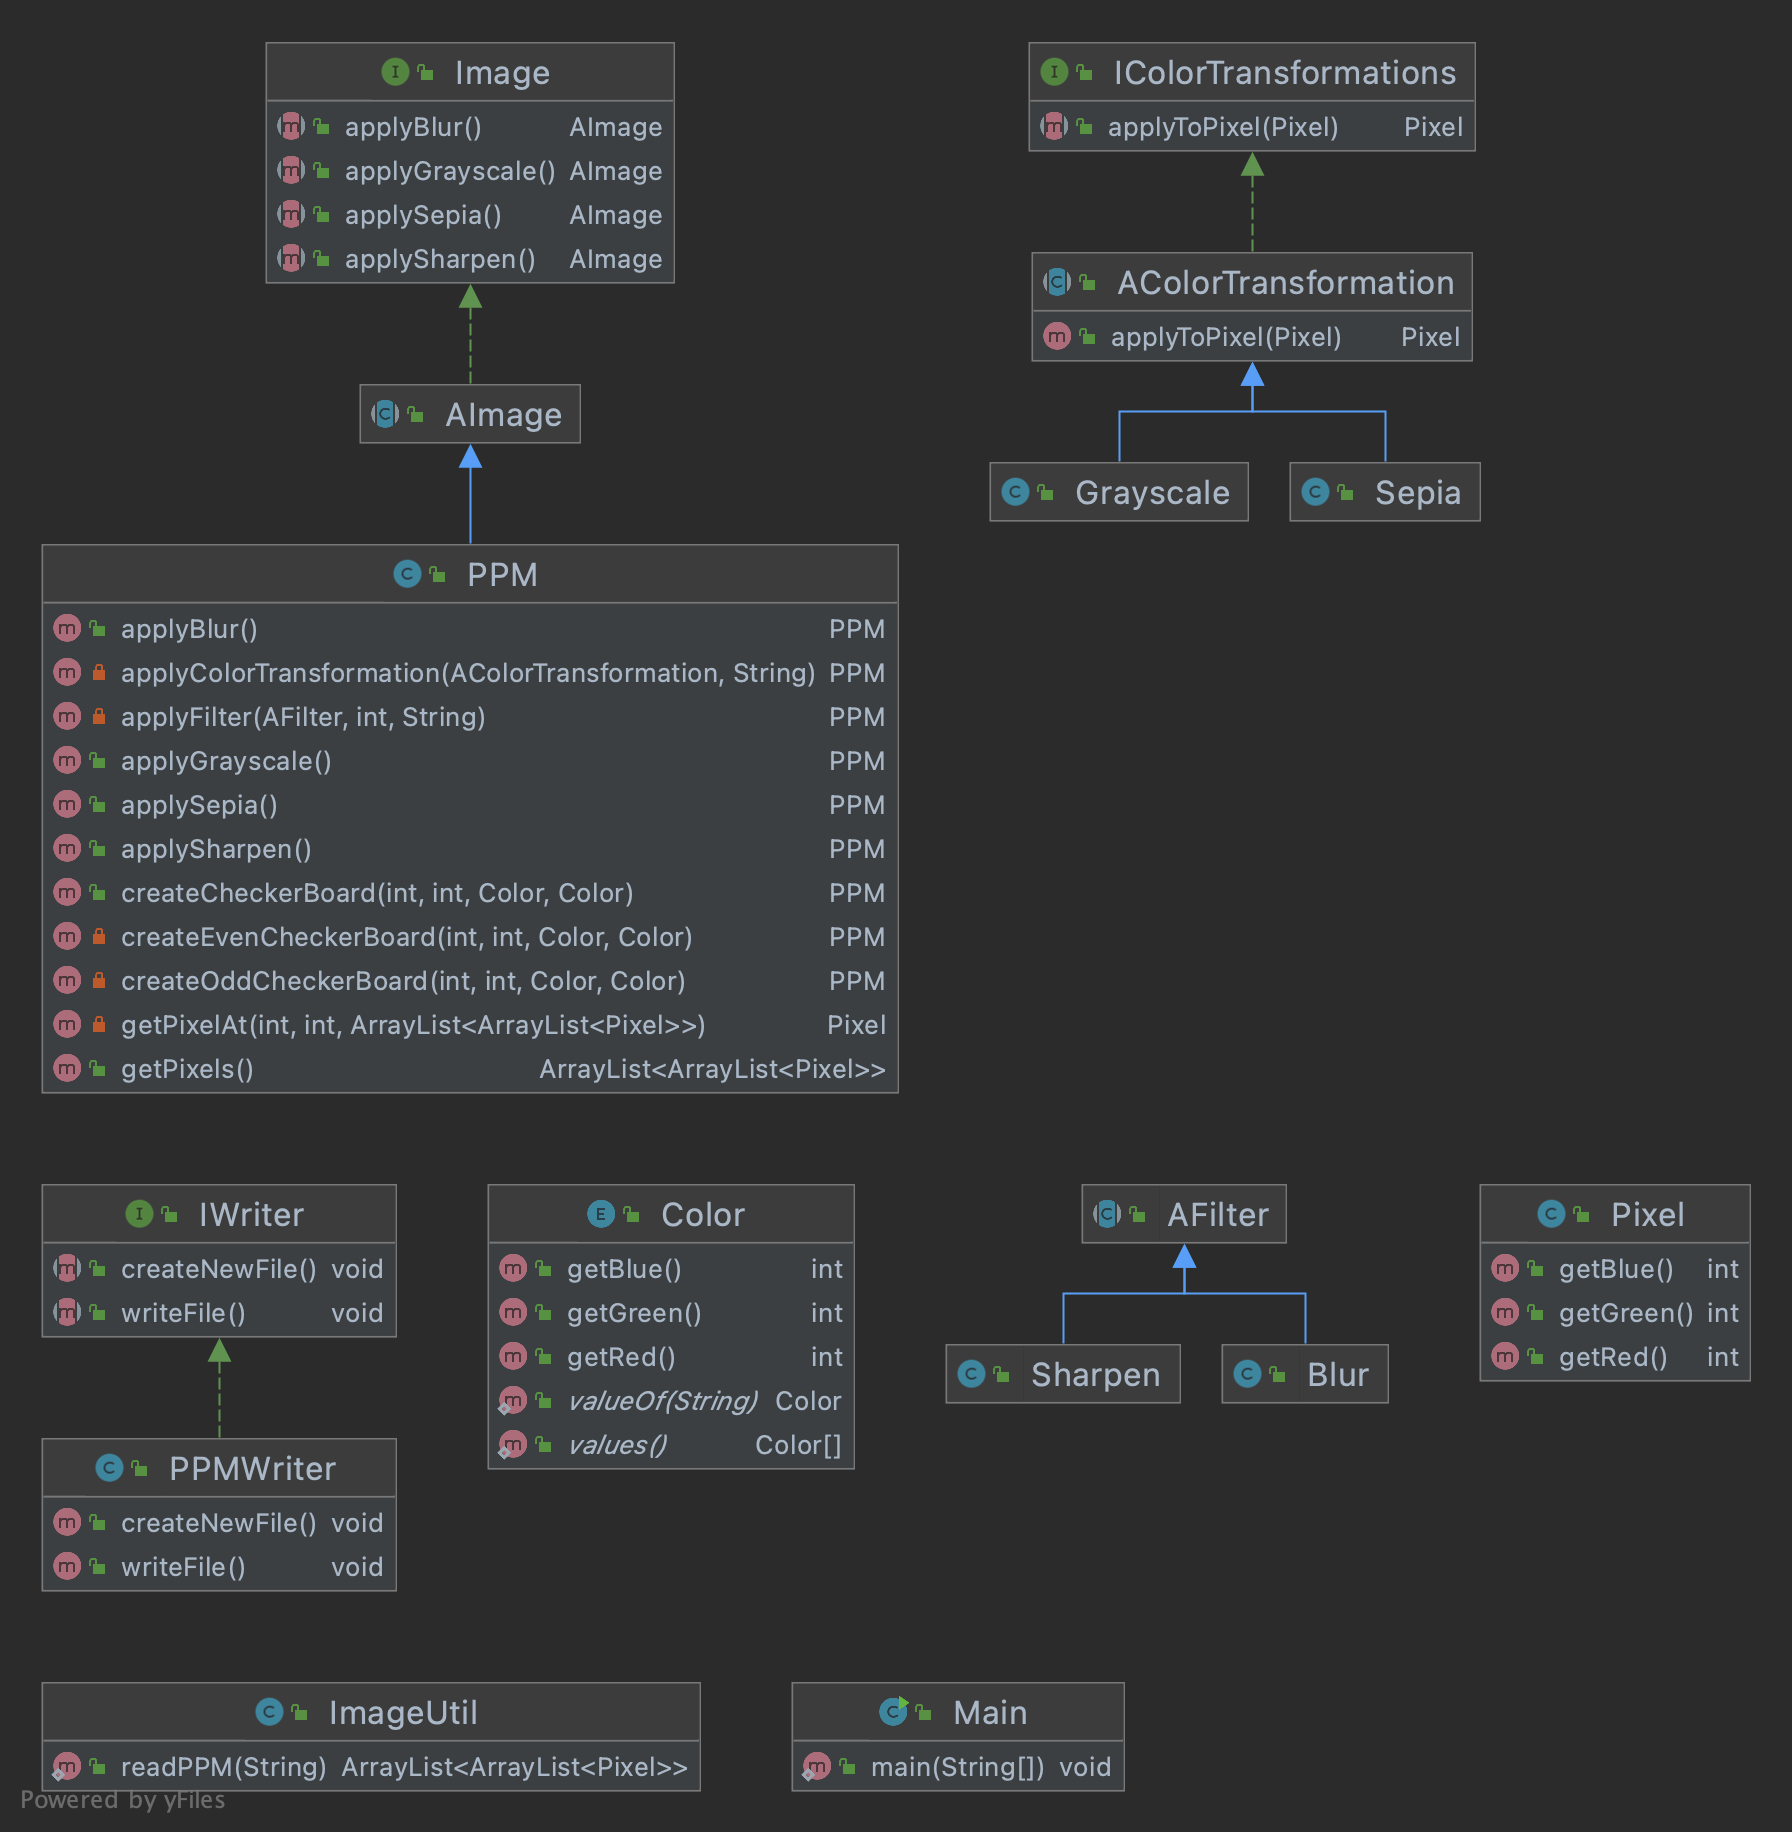 Image
applyBlur() AImage
applyGrayscale() AImage
applySepia() AImage
applySharpen() AImage
IColorTransformations
applyToPixel(Pixel) Pixel
AColorTransformation
applyToPixel(Pixel) Pixel
AImage
Grayscale
Sepia
PPM
applyBlur() PPM
applyColorTransformation(AColorTransformation, String) PPM
applyFilter(AFilter, int, String) PPM
applyGrayscale() PPM
applySepia() PPM
applySharpen() PPM
createCheckerBoard(int, int, Color, Color) PPM
createEvenCheckerBoard(int, int, Color, Color) PPM
createOddCheckerBoard(int, int, Color, Color) PPM
getPixelAt(int, int, ArrayList<ArrayList<Pixel>>) Pixel
getPixels() ArrayList<ArrayList<Pixel>>
IWriter
createNewFile() void
writeFile() void
PPMWriter
createNewFile() void
writeFile() void
Color
getBlue() int
getGreen() int
getRed() int
valueOf(String) Color
values() Color[]
AFilter
Sharpen
Blur
Pixel
getBlue() int
getGreen() int
getRed() int
ImageUtil
readPPM(String) ArrayList<ArrayList<Pixel>>
Main
main(String[]) void
Powered by yFiles